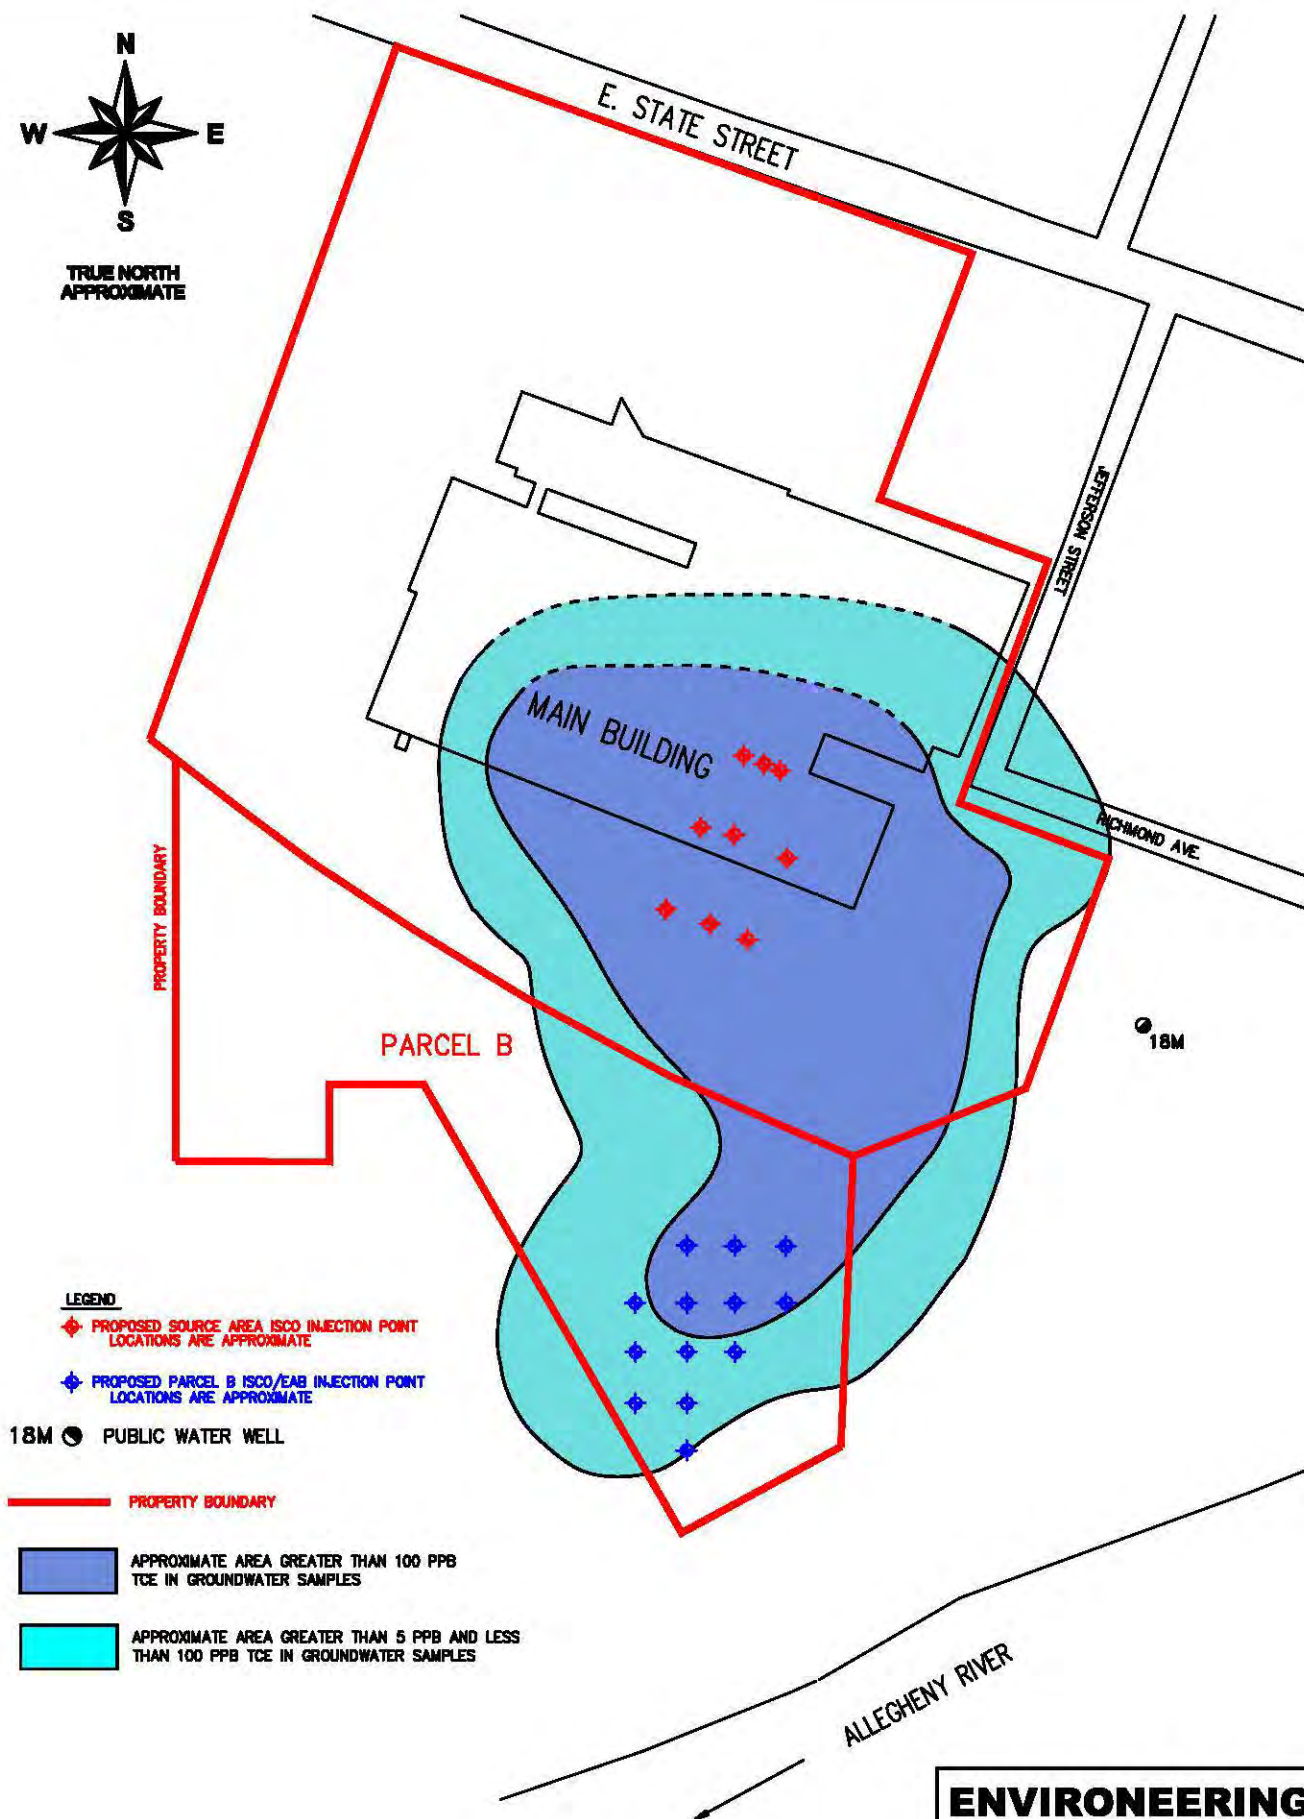 N
W E
S
TRUE NORTH
APPROXIMATE
E. STATE STREET
JEFFERSON STREET
MAIN BUILDING
RICHMOND AVE.
PROPERTY BOUNDARY
PARCEL B
18M
LEGEND
PROPOSED SOURCE AREA ISCO INJECTION POINT
LOCATIONS ARE APPROXIMATE
PROPOSED PARCEL B ISCO/EAB INJECTION POINT
LOCATIONS ARE APPROXIMATE
18M PUBLIC WATER WELL
PROPERTY BOUNDARY
APPROXIMATE AREA GREATER THAN 100 PPB
TCE IN GROUNDWATER SAMPLES
APPROXIMATE AREA GREATER THAN 5 PPB AND LESS
THAN 100 PPB TCE IN GROUNDWATER SAMPLES
ALLEGHENY RIVER
ENVIRONEERING